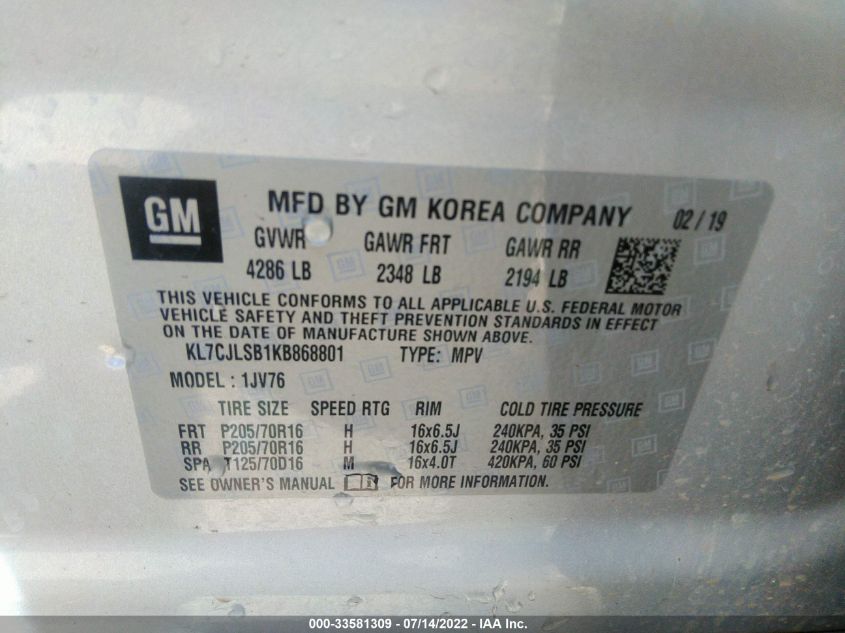 GM MFD BY GM KOREA COMPANY 02/19
GVWR GAWR FRT GAWR RR
4286 LB 2348 LB 2194 LB
THIS VEHICLE CONFORMS TO ALL APPLICABLE U.S. FEDERAL MOTOR
VEHICLE SAFETY AND THEFT PREVENTION STANDARDS IN EFFECT
ON THE DATE OF MANUFACTURE SHOWN ABOVE.
KL7CJLSB1KB868801 TYPE: MPV
MODEL : 1JV76
TIRE SIZE SPEED RTG RIM COLD TIRE PRESSURE
FRT P205/70R16 H 16x6.5J 240KPA, 35 PSI
RR P205/70R16 H 16x6.5J 240KPA, 35 PSI
SPA T125/70D16 M 16x4.0T 420KPA, 60 PSI
SEE OWNER'S MANUAL FOR MORE INFORMATION.
000-33581309 - 07/14/2022 - IAAI Inc.